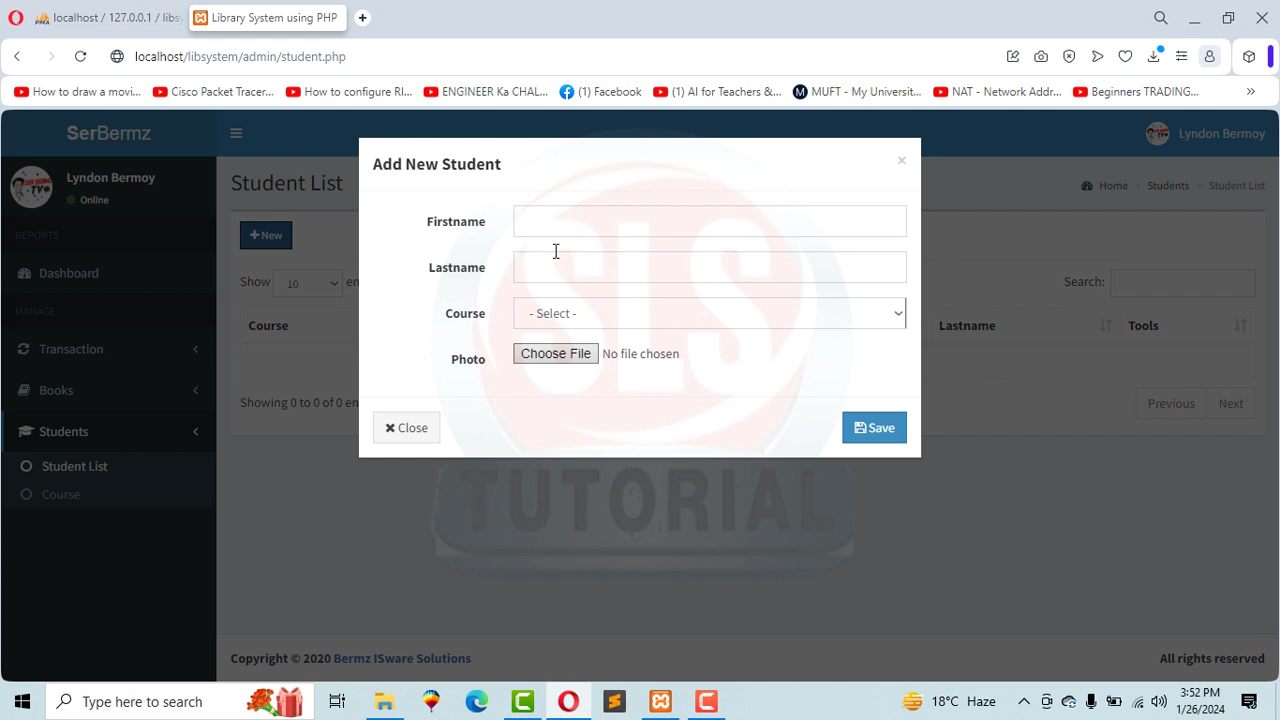 localhost / 127.0.0.1 / libsy
Library System using PHP
localhost/libsystem/admin/student.php
How to draw a movi...
Cisco Packet Tracer...
How to configure RI...
ENGINEER Ka CHAL...
(1) Facebook
(1) AI for Teachers &...
MUFT - My Universit...
NAT - Network Addr...
Beginners TRADING...
SerBermz
Lyndon Bermoy
Lyndon Bermoy
Online
REPORTS
Dashboard
MANAGE
Transaction
Books
Students
Student List
Course
Student List
Home
Students
Student List
New
Show 10 en
Search:
Course
Lastname
Tools
Showing 0 to 0 of 0 en
Previous
Next
Add New Student
×
Firstname
Lastname
Course
- Select -
Photo
Choose File No file chosen
Close
Save
SLS
TUTORIAL
Copyright © 2020 Bermz ISware Solutions
All rights reserved
Type here to search
18°C Haze
3:52 PM
1/26/2024